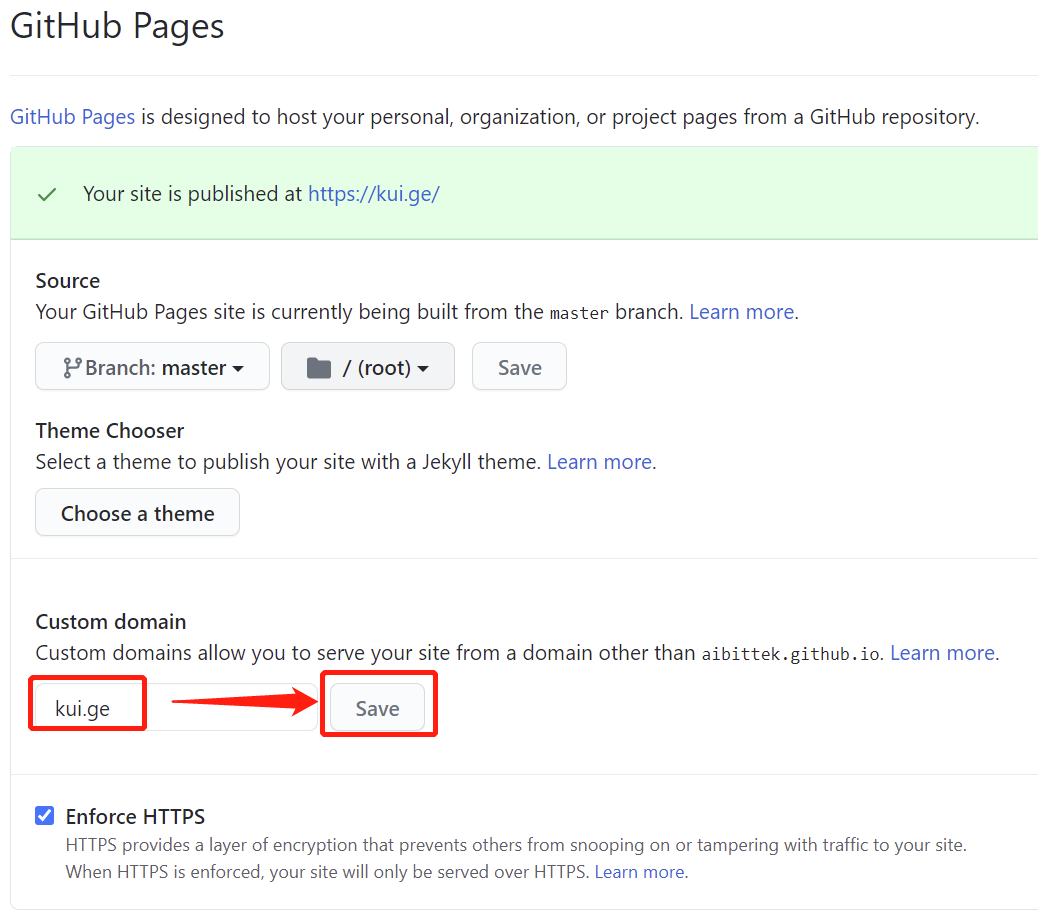 GitHub Pages
GitHub Pages is designed to host your personal, organization, or project pages from a GitHub repository.
Your site is published at https://kui.ge/
Source
Your GitHub Pages site is currently being built from the master branch. Learn more.
Branch: master / (root) Save
Theme Chooser
Select a theme to publish your site with a Jekyll theme. Learn more.
Choose a theme
Custom domain
Custom domains allow you to serve your site from a domain other than aibittek.github.io. Learn more.
kui.ge Save
Enforce HTTPS
HTTPS provides a layer of encryption that prevents others from snooping on or tampering with traffic to your site.
When HTTPS is enforced, your site will only be served over HTTPS. Learn more.